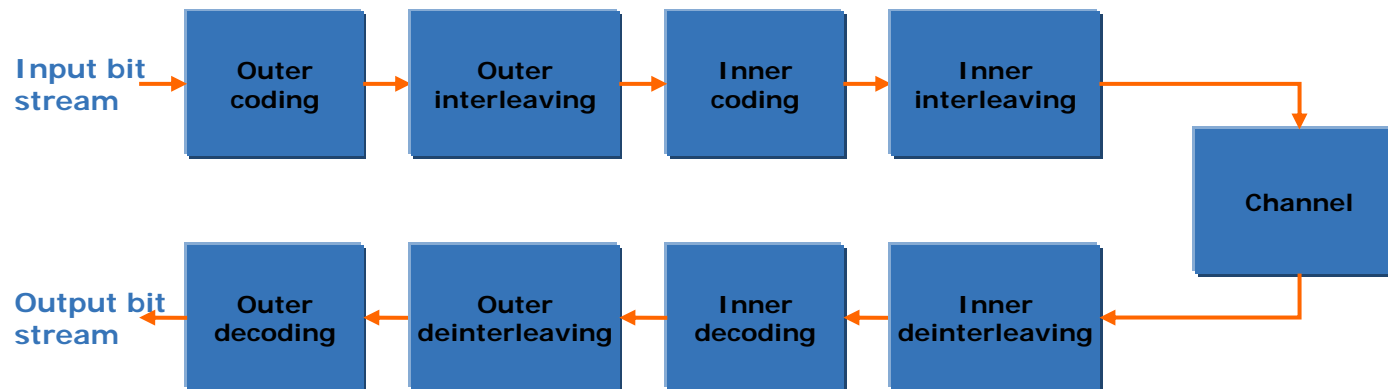 Input bit
stream
Outer
coding
Outer
interleaving
Inner
coding
Inner
interleaving
Channel
Output bit
stream
Outer
decoding
Outer
deinterleaving
Inner
decoding
Inner
deinterleaving